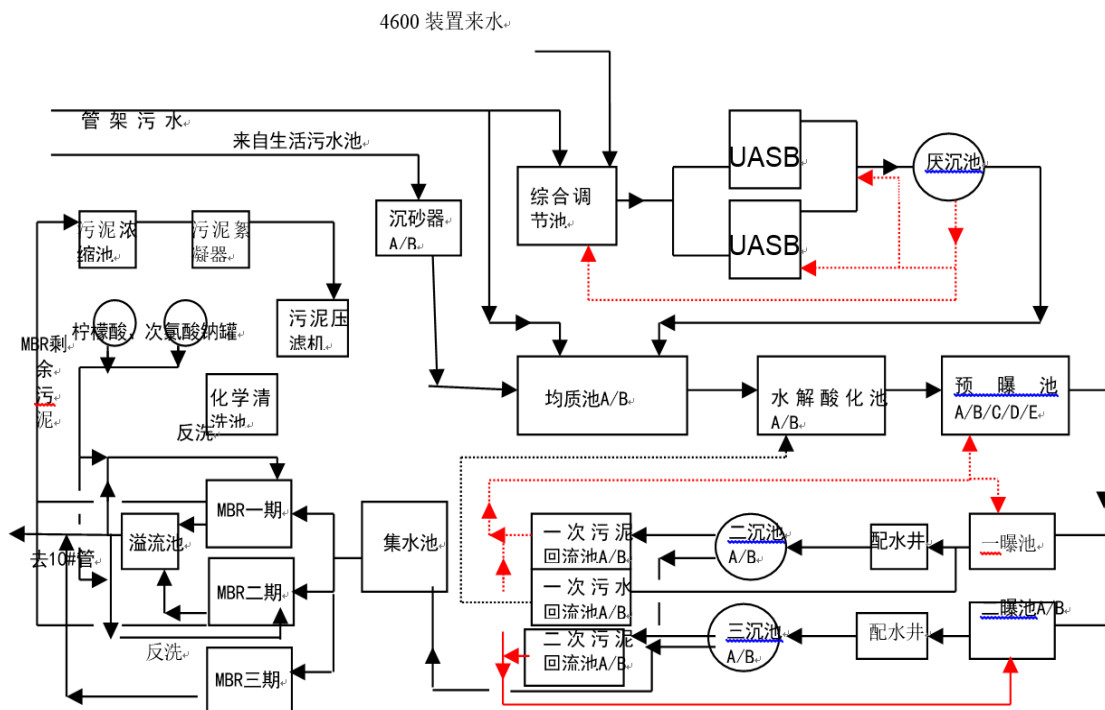 4600 装置来水
管 架 污 水
来自生活污水池
UASB
厌沉池
综合调
节池
沉砂器
A/B
污泥浓
缩池
污泥絮
凝器
UASB
柠檬酸、
次氯酸钠罐
污泥压
滤机
MBR剩
余
污
泥
化学清
洗池
均质池A/B
水解酸化池
A/B
预曝池
A/B/C/D/E
反洗
MBR一期
集水池
一次污泥
回流池A/B
二沉池
A/B
配水井
一曝池
溢流池
去10#管
MBR二期
一次污水
回流池A/B
二曝池A/B
反洗
二次污泥
回流池A/B
三沉池
A/B
配水井
MBR三期